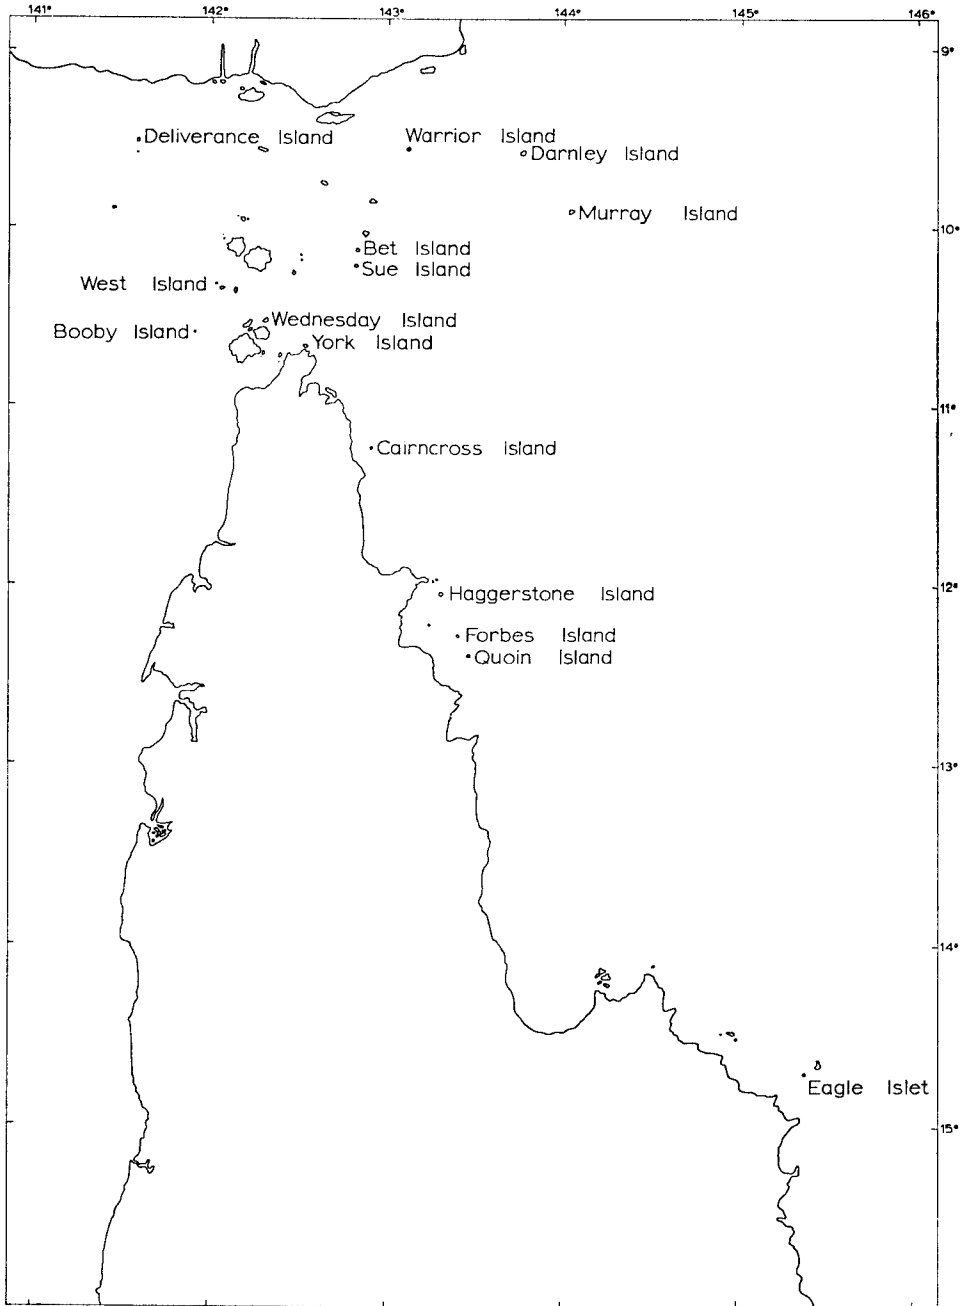 141° 142° 143° 144° 145° 146°
9°
Deliverance Island
Warrior Island
Darnley Island
Murray Island
10°
Bet Island
Sue Island
West Island
Wednesday Island
Booby Island
York Island
11°
Cairncross Island
12°
Haggerstone Island
Forbes Island
Quoin Island
13°
14°
Eagle Islet
15°